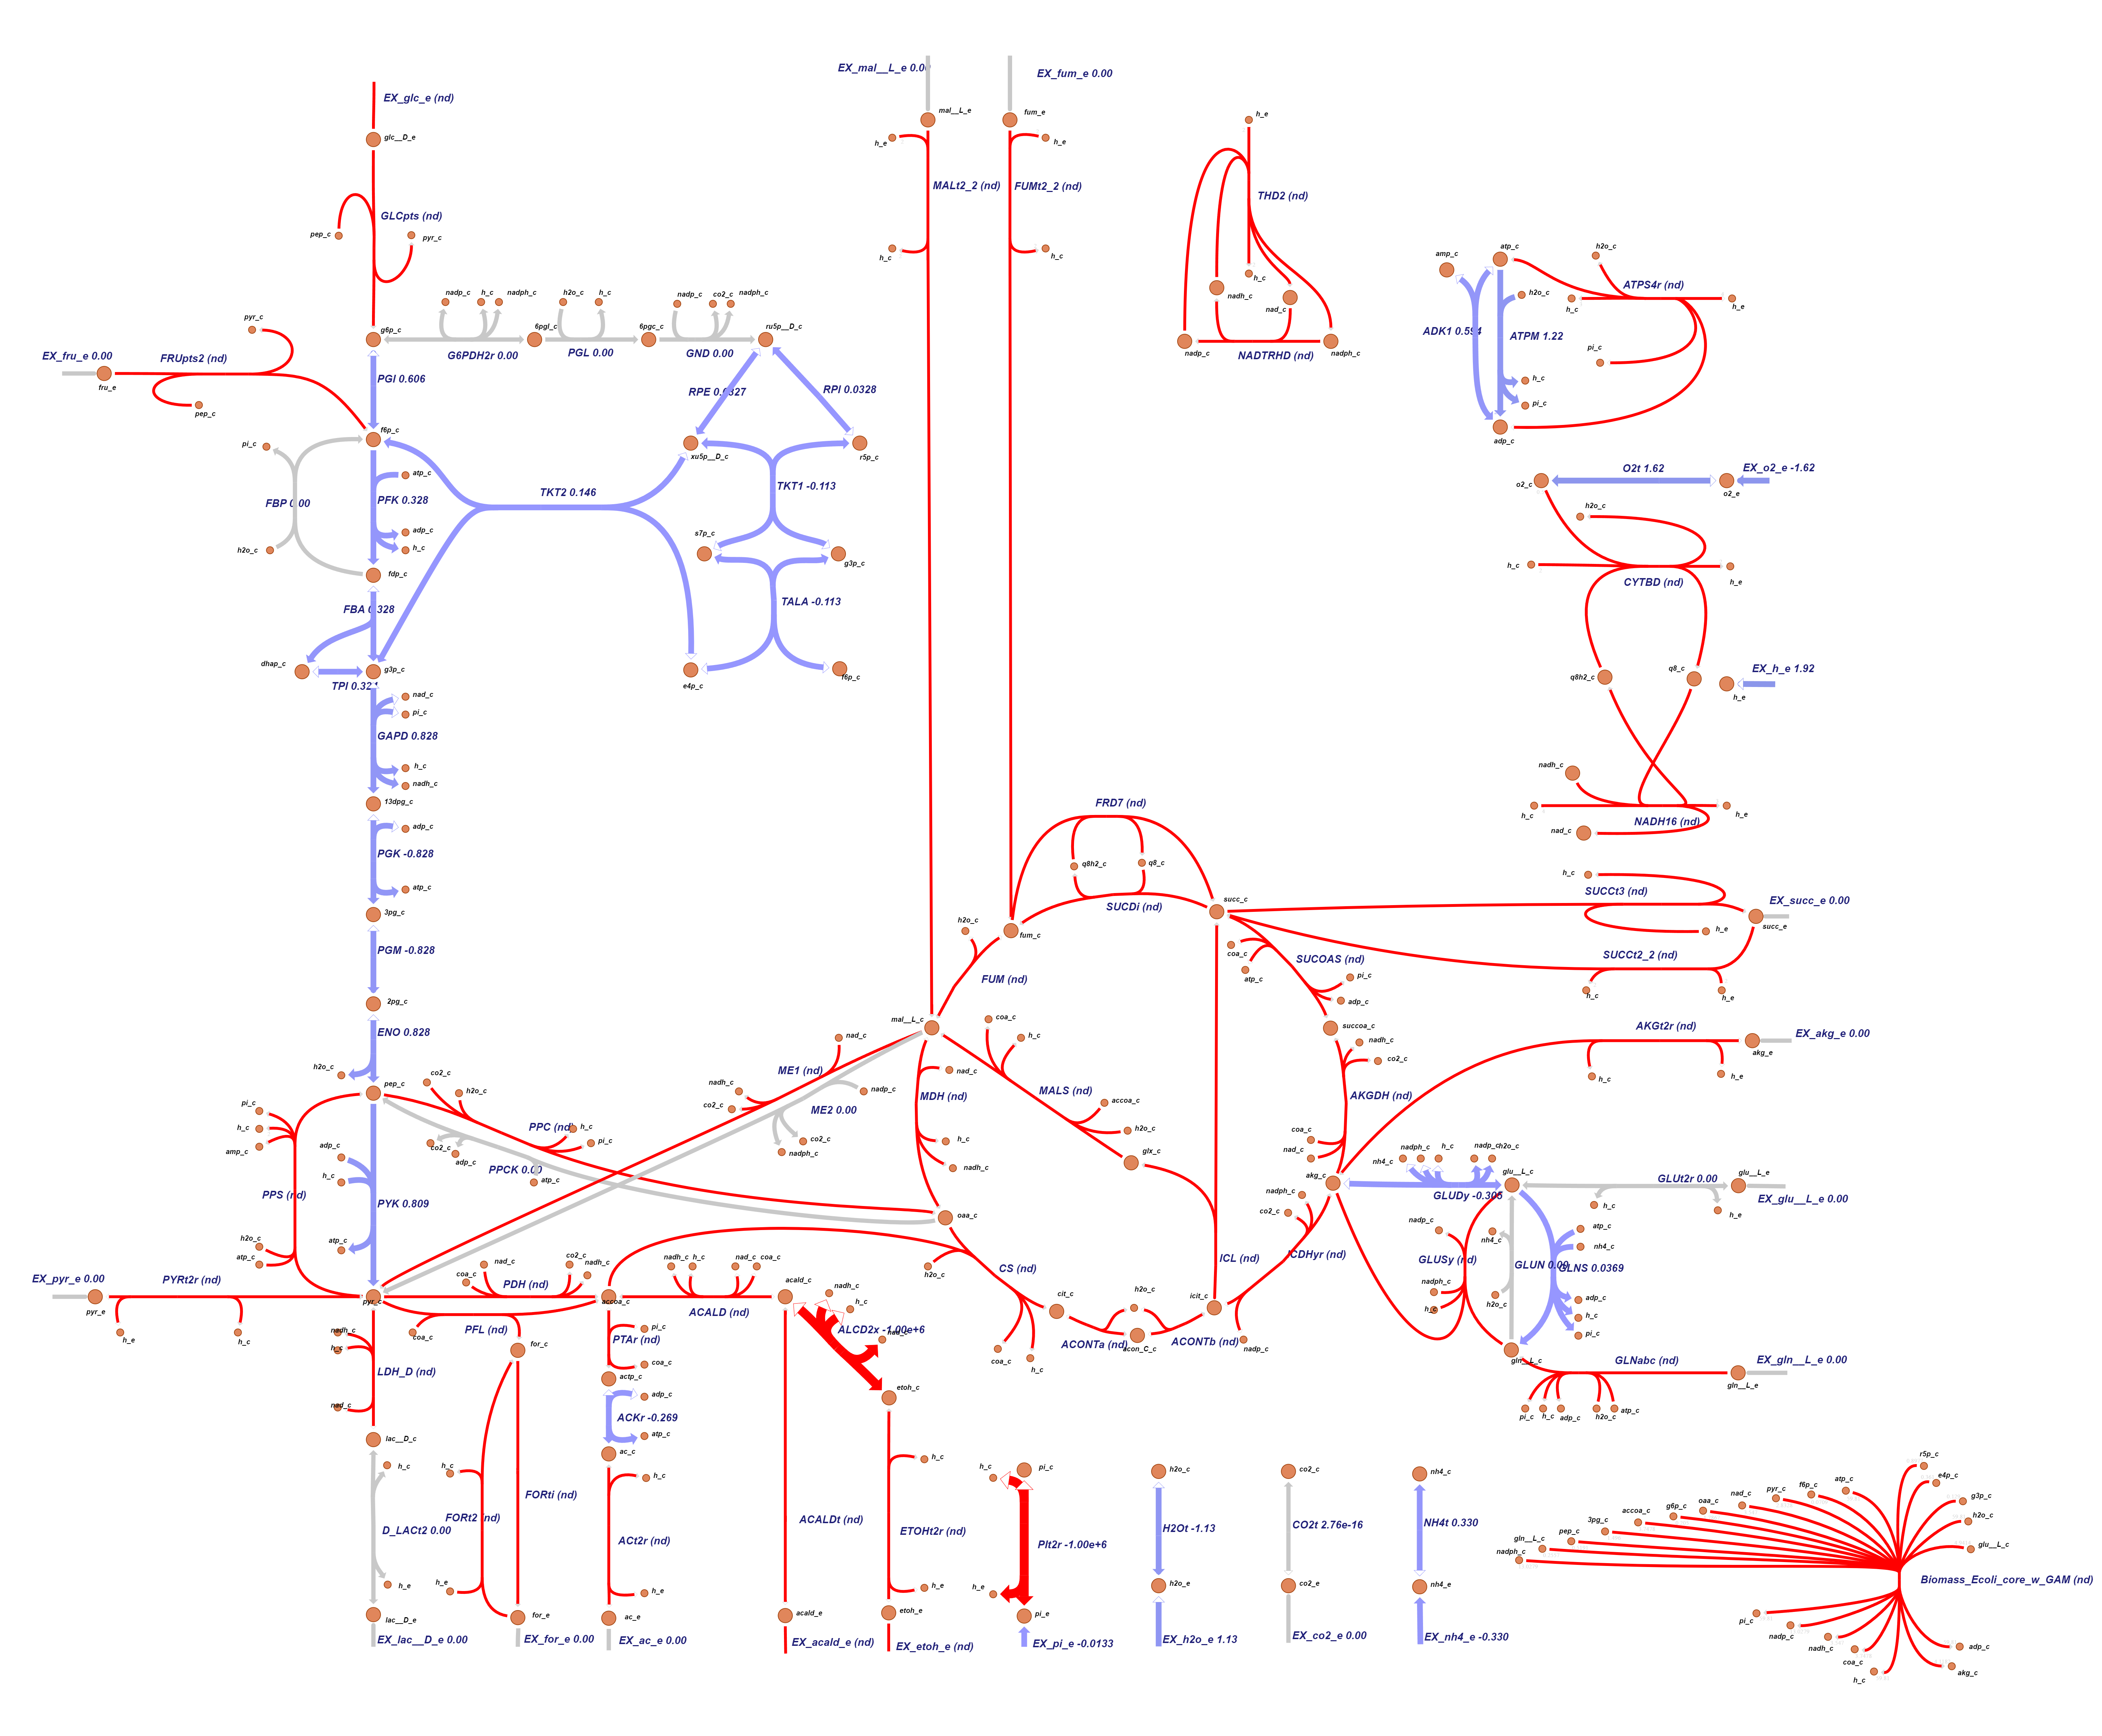 EX_mal__L_e 0.00
EX_fum_e 0.00
EX_glc_e (nd)
mal__L_e
fum_e
h_e
glc__D_e
h_e
h_e
MALt2_2 (nd)
FUMt2_2 (nd)
THD2 (nd)
GLCpts (nd)
pep_c
pyr_c
h_c
h_c
h_c
nadh_c
nad_c
nadp_c
NADTRHD (nd)
nadph_c
amp_c
atp_c
h2o_c
ATPS4r (nd)
h2o_c
h_c
h_e
ADK1 0.594
ATPM 1.22
pi_c
h_c
pi_c
adp_c
nadp_c
h_c
nadph_c
h2o_c
h_c
nadp_c
co2_c
nadph_c
g6p_c
6pgl_c
6pgc_c
ru5p__D_c
G6PDH2r 0.00
PGL 0.00
GND 0.00
pyr_c
EX_fru_e 0.00
FRUpts2 (nd)
fru_e
pep_c
PGI 0.606
RPE 0.0327
RPI 0.0328
f6p_c
pi_c
xu5p__D_c
r5p_c
atp_c
FBP 0.00
PFK 0.328
TKT2 0.146
TKT1 -0.113
adp_c
h_c
h2o_c
s7p_c
g3p_c
fdp_c
FBA 0.328
TALA -0.113
dhap_c
g3p_c
TPI 0.321
e4p_c
f6p_c
o2_c
O2t 1.62
EX_o2_e -1.62
o2_e
h2o_c
h_c
CYTBD (nd)
h_e
q8h2_c
q8_c
EX_h_e 1.92
h_e
nadh_c
h_c
NADH16 (nd)
h_e
nad_c
nad_c
pi_c
GAPD 0.828
h_c
nadh_c
13dpg_c
adp_c
PGK -0.828
atp_c
3pg_c
PGM -0.828
2pg_c
ENO 0.828
h2o_c
pep_c
FRD7 (nd)
q8h2_c
q8_c
SUCDi (nd)
succ_c
fum_c
h2o_c
FUM (nd)
h_c
SUCCt3 (nd)
EX_succ_e 0.00
h_e
succ_e
SUCCt2_2 (nd)
h_c
h_e
coa_c
atp_c
SUCOAS (nd)
pi_c
adp_c
succoa_c
mal__L_c
coa_c
h_c
nadh_c
co2_c
AKGt2r (nd)
EX_akg_e 0.00
akg_e
h_c
h_e
nad_c
ME1 (nd)
nadh_c
co2_c
nadp_c
ME2 0.00
co2_c
nadph_c
nad_c
MDH (nd)
h_c
nadh_c
MALS (nd)
accoa_c
h2o_c
glx_c
AKGDH (nd)
coa_c
nad_c
akg_c
co2_c
h2o_c
PPC (nd)
h_c
pi_c
co2_c
adp_c
PPCK 0.00
atp_c
oaa_c
pi_c
h_c
amp_c
PPS (nd)
h2o_c
atp_c
adp_c
h_c
PYK 0.809
atp_c
nh4_c
nadph_c
h_c
nadp_c
h2o_c
glu__L_c
GLUDy -0.305
GLUt2r 0.00
glu__L_e
EX_glu__L_e 0.00
h_c
h_e
nadp_c
GLUSy (nd)
nadph_c
h_c
nh4_c
GLUN 0.00
h2o_c
atp_c
nh4_c
GLNS 0.0369
adp_c
h_c
pi_c
gln__L_c
GLNabc (nd)
EX_gln__L_e 0.00
gln__L_e
pi_c
h_c
adp_c
h2o_c
atp_c
nadph_c
co2_c
ICDHyr (nd)
nadp_c
ICL (nd)
icit_c
h2o_c
CS (nd)
coa_c
h_c
cit_c
h2o_c
ACONTa (nd)
acon_C_c
ACONTb (nd)
EX_pyr_e 0.00
pyr_e
PYRt2r (nd)
h_e
h_c
pyr_c
coa_c
nad_c
PDH (nd)
co2_c
nadh_c
accoa_c
nadh_c
h_c
nad_c
coa_c
ACALD (nd)
acald_c
nadh_c
h_c
ALCD2x -1.00e+6
nad_c
etoh_c
coa_c
PFL (nd)
for_c
nadh_c
h_c
LDH_D (nd)
nad_c
lac__D_c
h_c
D_LACt2 0.00
h_e
lac__D_e
EX_lac__D_e 0.00
h_c
FORt2 (nd)
h_e
FORti (nd)
for_e
EX_for_e 0.00
pi_c
PTAr (nd)
coa_c
actp_c
adp_c
ACKr -0.269
atp_c
ac_c
h_c
ACt2r (nd)
h_e
ac_e
EX_ac_e 0.00
ACALDt (nd)
acald_e
EX_acald_e (nd)
h_c
ETOHt2r (nd)
h_e
etoh_e
EX_etoh_e (nd)
h_c
pi_c
PIt2r -1.00e+6
h_e
pi_e
EX_pi_e -0.0133
h2o_c
H2Ot -1.13
h2o_e
EX_h2o_e 1.13
co2_c
CO2t 2.76e-16
co2_e
EX_co2_e 0.00
nh4_c
NH4t 0.330
nh4_e
EX_nh4_e -0.330
nadph_c
gln__L_c
pep_c
3pg_c
accoa_c
g6p_c
oaa_c
nad_c
pyr_c
f6p_c
atp_c
r5p_c
e4p_c
g3p_c
h2o_c
glu__L_c
Biomass_Ecoli_core_w_GAM (nd)
pi_c
nadp_c
nadh_c
coa_c
h_c
adp_c
akg_c